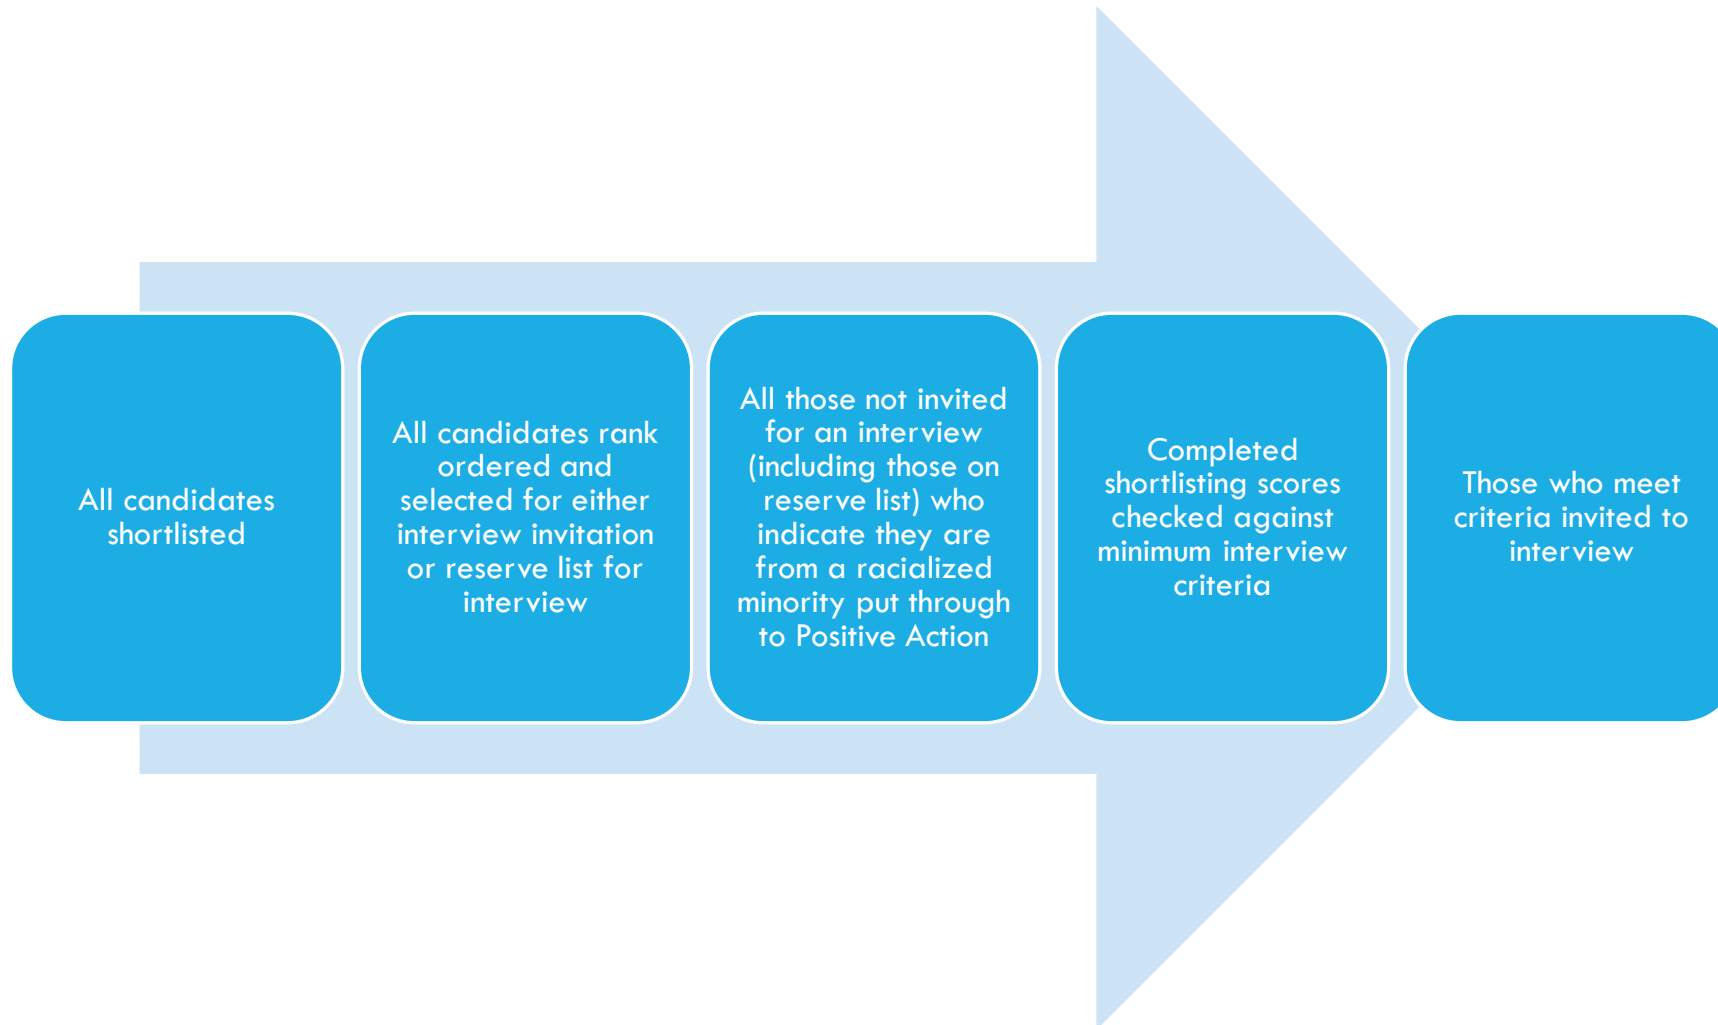 All candidates
shortlisted
All candidates rank
ordered and
selected for either
interview invitation
or reserve list for
interview
All those not invited
for an interview
(including those on
reserve list) who
indicate they are
from a racialized
minority put through
to Positive Action
Completed
shortlisting scores
checked against
minimum interview
criteria
Those who meet
criteria invited to
interview